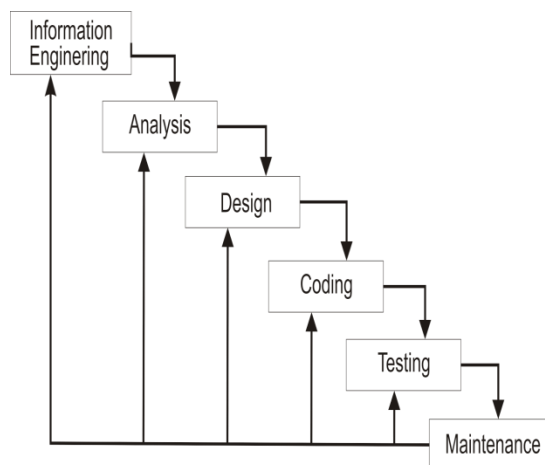 Information
Enginering
Analysis
Design
Coding
Testing
Maintenance